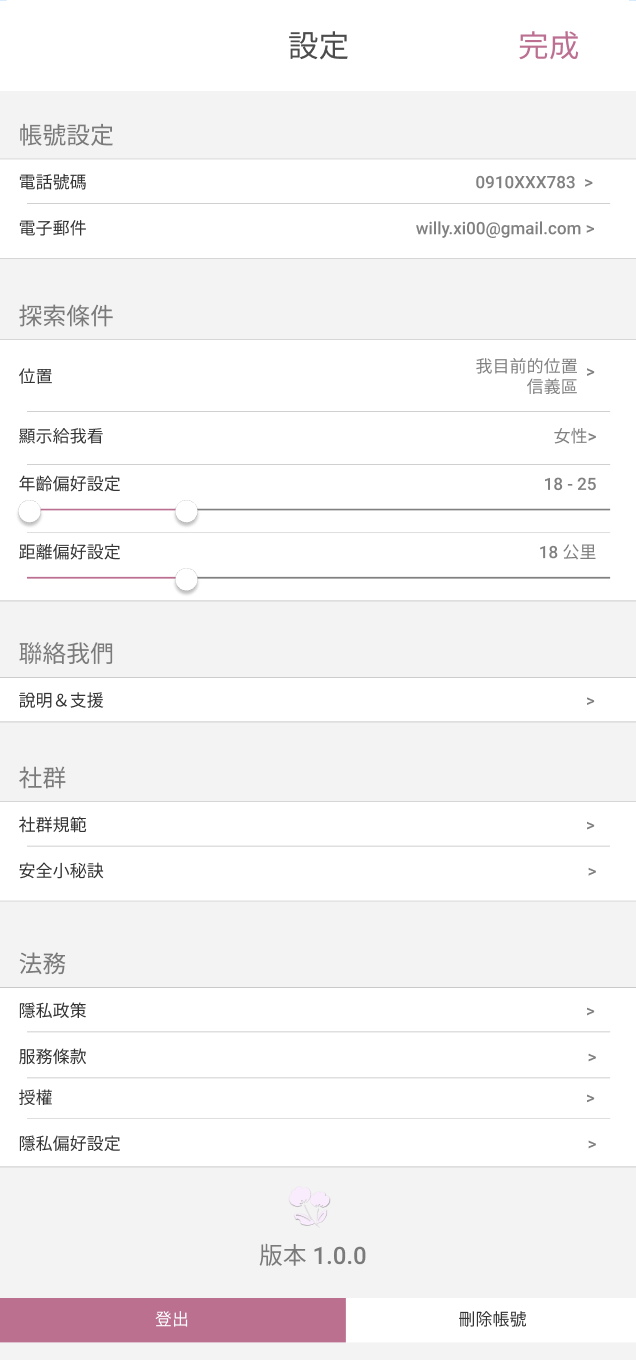 設定
完成
帳號設定
電話號碼 0910XXX783 >
電子郵件 willy.xi00@gmail.com >
探索條件
位置 我目前的位置 >
信義區
顯示給我看 女性>
年齡偏好設定 18 - 25
距離偏好設定 18 公里
聯絡我們
說明＆支援 >
社群
社群規範 >
安全小秘訣 >
法務
隱私政策 >
服務條款 >
授權 >
隱私偏好設定 >
版本 1.0.0
登出
刪除帳號